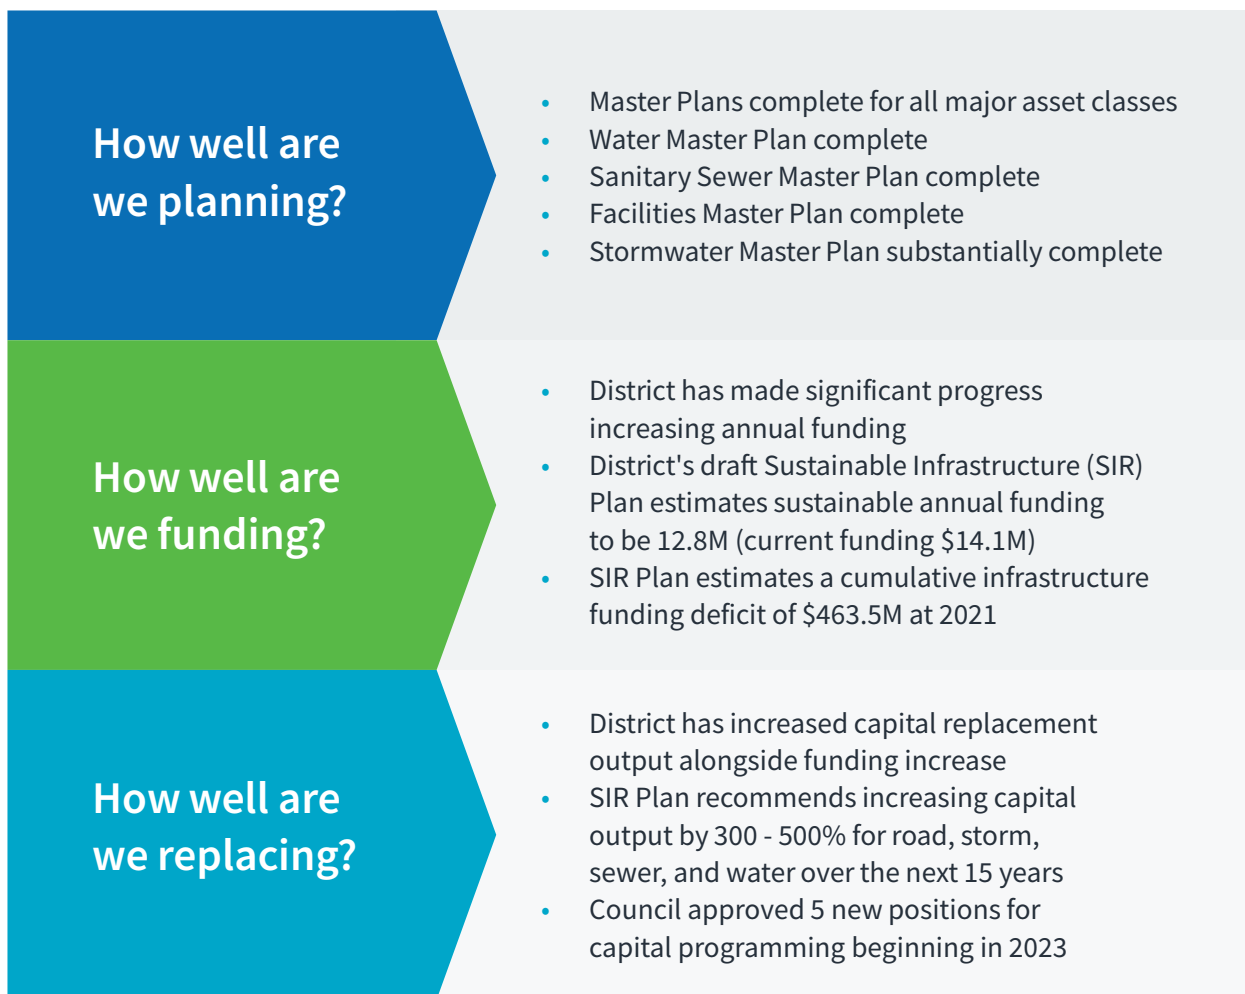 How well are
we planning?
• Master Plans complete for all major asset classes
• Water Master Plan complete
• Sanitary Sewer Master Plan complete
• Facilities Master Plan complete
• Stormwater Master Plan substantially complete
How well are
we funding?
• District has made significant progress
increasing annual funding
• District's draft Sustainable Infrastructure (SIR)
Plan estimates sustainable annual funding
to be 12.8M (current funding $14.1M)
• SIR Plan estimates a cumulative infrastructure
funding deficit of $463.5M at 2021
How well are
we replacing?
• District has increased capital replacement
output alongside funding increase
• SIR Plan recommends increasing capital
output by 300 - 500% for road, storm,
sewer, and water over the next 15 years
• Council approved 5 new positions for
capital programming beginning in 2023